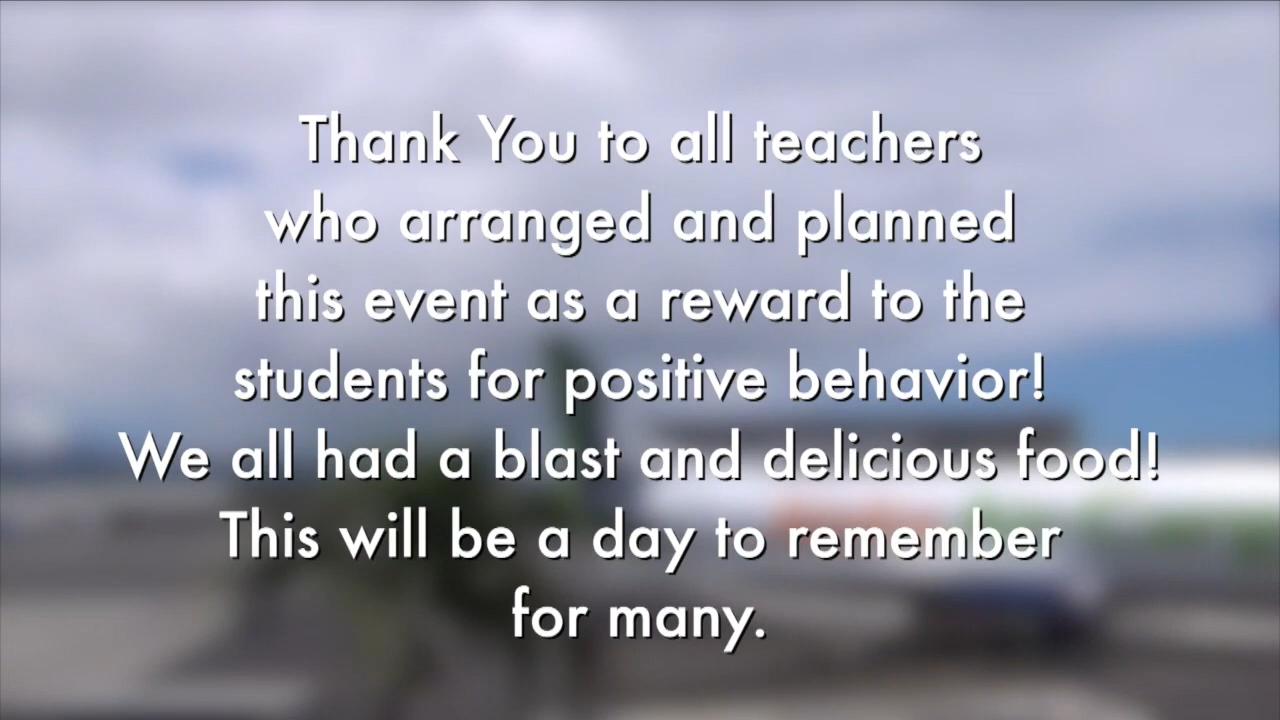 Thank You to all teachers
who arranged and planned
this event as a reward to the
students for positive behavior!
We all had a blast and delicious food!
This will be a day to remember
for many.